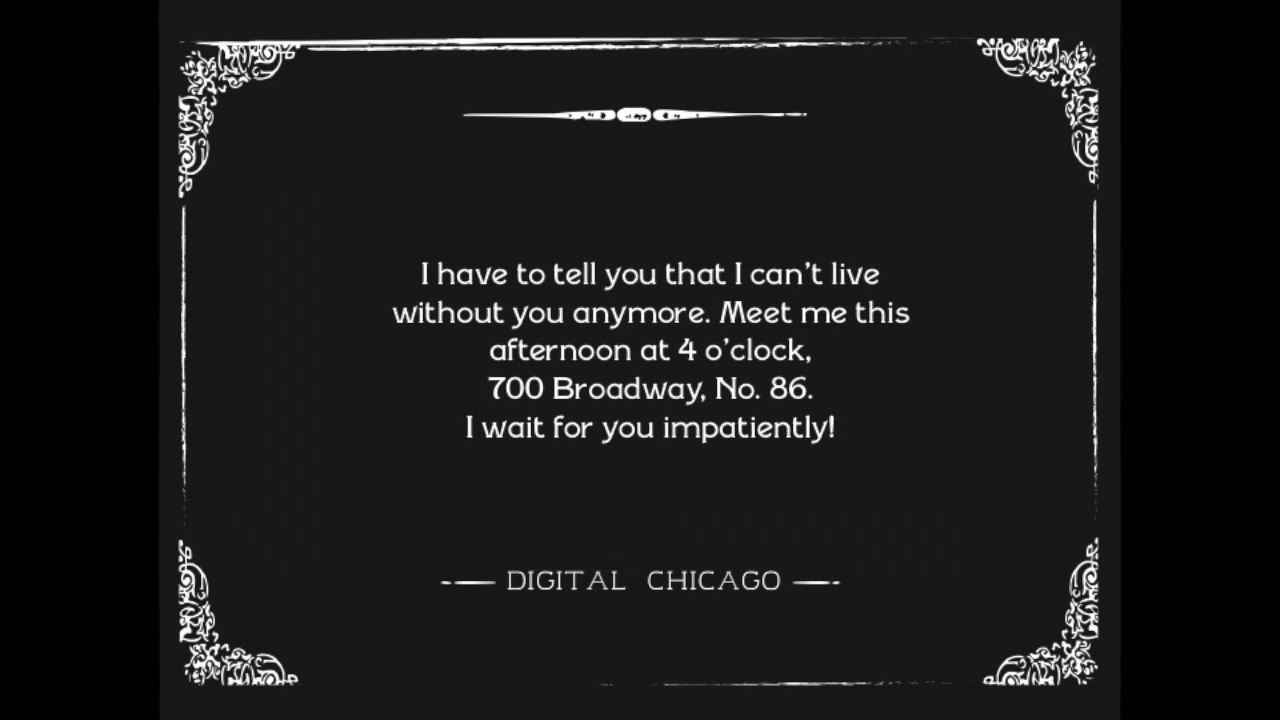 I have to tell you that I can't live
without you anymore. Meet me this
afternoon at 4 o'clock,
700 Broadway, No. 86.
I wait for you impatiently!
DIGITAL CHICAGO